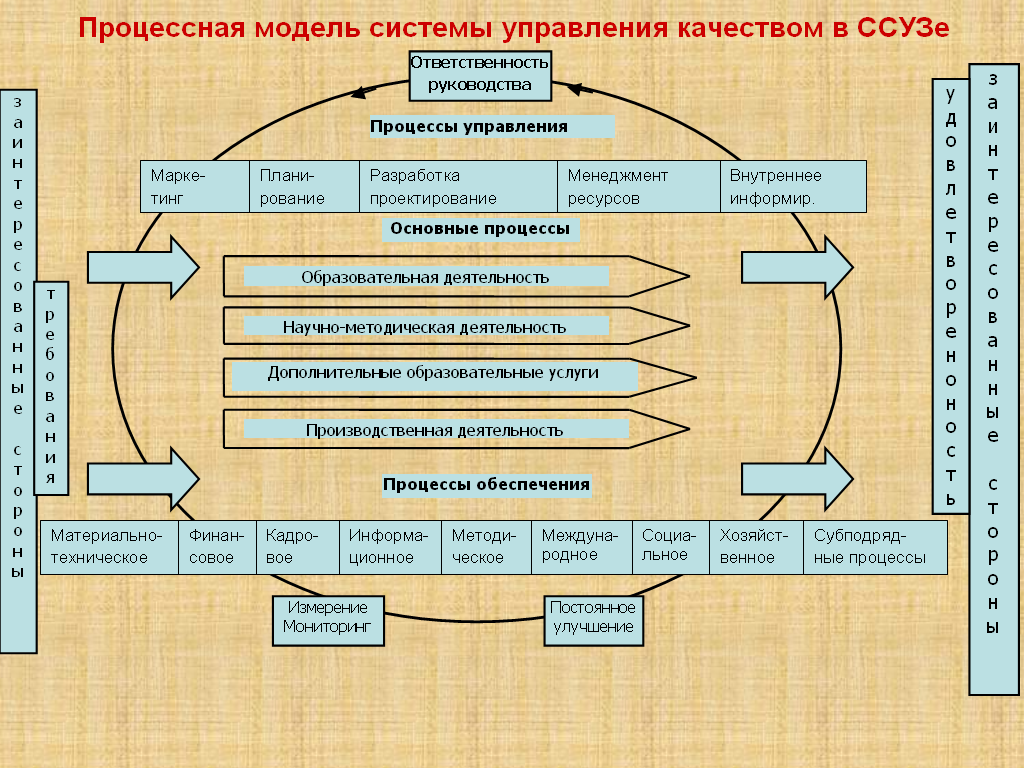 Процессная модель системы управления качеством в ССУЗе
Ответственность
руководства
Процессы управления
Марке-
тинг
Плани-
рование
Разработка
проектирование
Менеджмент
ресурсов
Внутреннее
информир.
Основные процессы
Образовательная деятельность
Научно-методическая деятельность
Дополнительные образовательные услуги
Производственная деятельность
Процессы обеспечения
Материально-
техническое
Финан-
совое
Кадро-
вое
Информа-
ционное
Методи-
ческое
Междуна-
родное
Социа-
льное
Хозяйст-
венное
Субподряд-
ные процессы
Измерение
Мониторинг
Постоянное
улучшение
заинтересованные стороны
требования
удовлетворенность
заинтересованные стороны